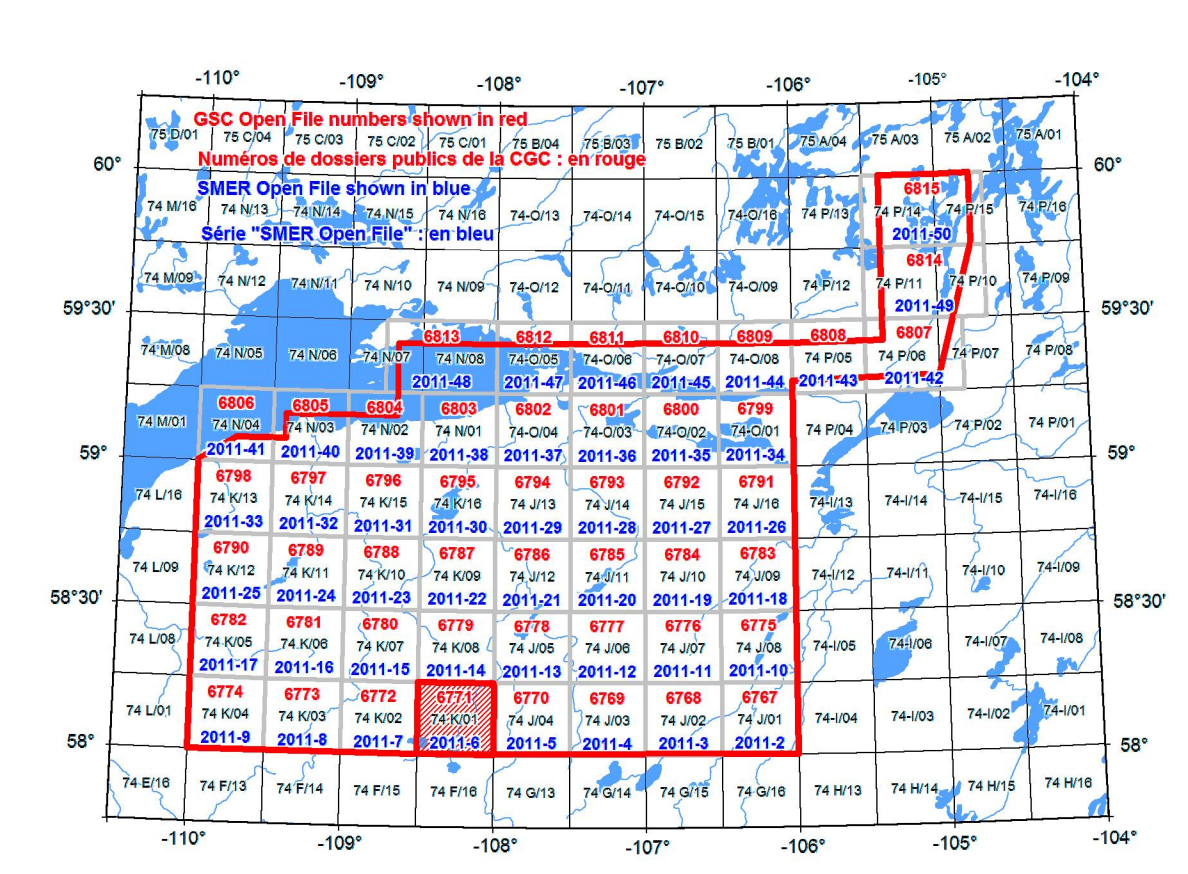 -110° -109° -108° -107° -106° -105° -104°
GSC Open File numbers shown in red
75 D/01 75 C/04 75 C/03 75 C/02 75 C/01 75 B/04 75 B/03 75 B/02 75 B/01 75 A/04 75 A/03 75 A/02 75 A/01
60° 60°
Numéros de dossiers publics de la CGC : en rouge
SMER Open File shown in blue
6815
74 M/16 74 N/13 74 N/14 74 N/15 74 N/16 74-O/13 74-O/14 74-O/15 74-O/16 74 P/13 74 P/14 74 P/15 74 P/16
Série "SMER Open File" : en bleu
2011-50
6814
74 M/09 74 N/12 74 N/11 74 N/10 74 N/09 74-O/12 74-O/11 74-O/10 74-O/09 74 P/12 74 P/11 74 P/10 74 P/09
59°30' 59°30'
2011-49
6813 6812 6811 6810 6809 6808 6807
74 M/08 74 N/05 74 N/06 74 N/07 74 N/08 74-O/05 74-O/06 74-O/07 74-O/08 74 P/05 74 P/06 74 P/07 74 P/08
2011-48 2011-47 2011-46 2011-45 2011-44 2011-43 2011-42
6806 6805 6804 6803 6802 6801 6800 6799
74 M/01 74 N/04 74 N/03 74 N/02 74 N/01 74-O/04 74-O/03 74-O/02 74-O/01 74 P/04 74 P/03 74 P/02 74 P/01
59° 2011-41 2011-40 2011-39 2011-38 2011-37 2011-36 2011-35 2011-34 59°
6798 6797 6796 6795 6794 6793 6792 6791
74 L/16 74 K/13 74 K/14 74 K/15 74 K/16 74 J/13 74 J/14 74 J/15 74 J/16 74-I/13 74-I/14 74-I/15 74-I/16
2011-33 2011-32 2011-31 2011-30 2011-29 2011-28 2011-27 2011-26
6790 6789 6788 6787 6786 6785 6784 6783
74 L/09 74 K/12 74 K/11 74 K/10 74 K/09 74 J/12 74 J/11 74 J/10 74 J/09 74-I/12 74-I/11 74-I/10 74-I/09
2011-25 2011-24 2011-23 2011-22 2011-21 2011-20 2011-19 2011-18
58°30' 58°30'
6782 6781 6780 6779 6778 6777 6776 6775
74 L/08 74 K/05 74 K/06 74 K/07 74 K/08 74 J/05 74 J/06 74 J/07 74 J/08 74-I/05 74-I/06 74-I/07 74-I/08
2011-17 2011-16 2011-15 2011-14 2011-13 2011-12 2011-11 2011-10
6774 6773 6772 6771 6770 6769 6768 6767
74 L/01 74 K/04 74 K/03 74 K/02 74 K/01 74 J/04 74 J/03 74 J/02 74 J/01 74-I/04 74-I/03 74-I/02 74-I/01
58° 2011-9 2011-8 2011-7 2011-6 2011-5 2011-4 2011-3 2011-2 58°
74 E/16 74 F/13 74 F/14 74 F/15 74 F/16 74 G/13 74 G/14 74 G/15 74 G/16 74 H/13 74 H/14 74 H/15 74 H/16
-110° -109° -108° -107° -106° -105° -104°